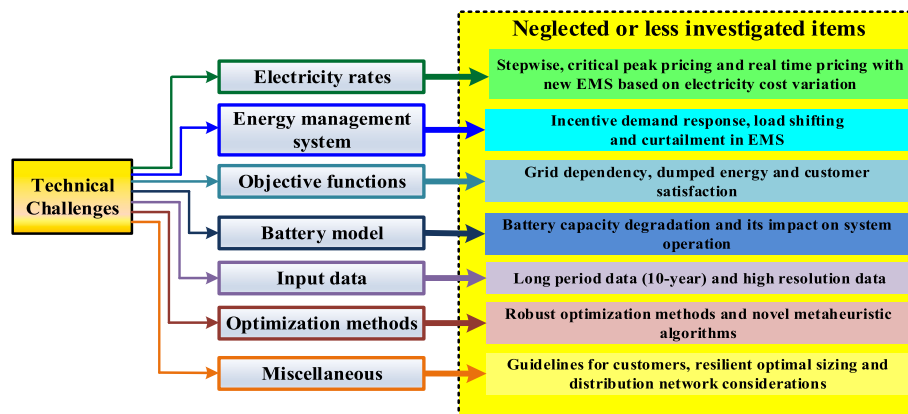 Neglected or less investigated items
Technical
Challenges
Electricity rates
Stepwise, critical peak pricing and real time pricing with
new EMS based on electricity cost variation
Energy management
system
Incentive demand response, load shifting
and curtailment in EMS
Objective functions
Grid dependency, dumped energy and customer
satisfaction
Battery model
Battery capacity degradation and its impact on system
operation
Input data
Long period data (10-year) and high resolution data
Optimization methods
Robust optimization methods and novel metaheuristic
algorithms
Miscellaneous
Guidelines for customers, resilient optimal sizing and
distribution network considerations